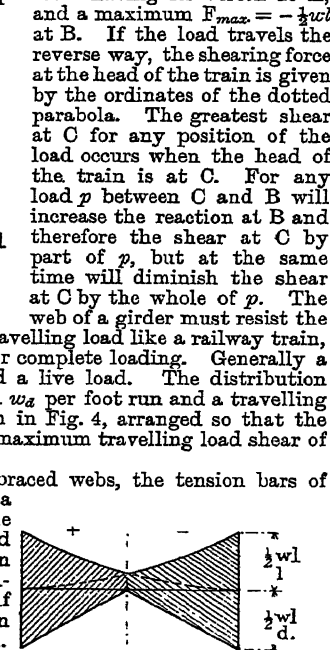 and a maximum Fmax. = − ½wl
at B. If the load travels the
reverse way, the shearing force
at the head of the train is given
by the ordinates of the dotted
parabola. The greatest shear
at C for any position of the
load occurs when the head of
the train is at C. For any
load p between C and B will
increase the reaction at B and
therefore the shear at C by
part of p, but at the same
time will diminish the shear
at C by the whole of p. The
web of a girder must resist the
avelling load like a railway train,
r complete loading. Generally a
a live load. The distribution
wd per foot run and a travelling
in Fig. 4, arranged so that the
maximum travelling load shear of
braced webs, the tension bars of
a
e
d
n
-
f
n
+ −
½wl
l
½wl
d.